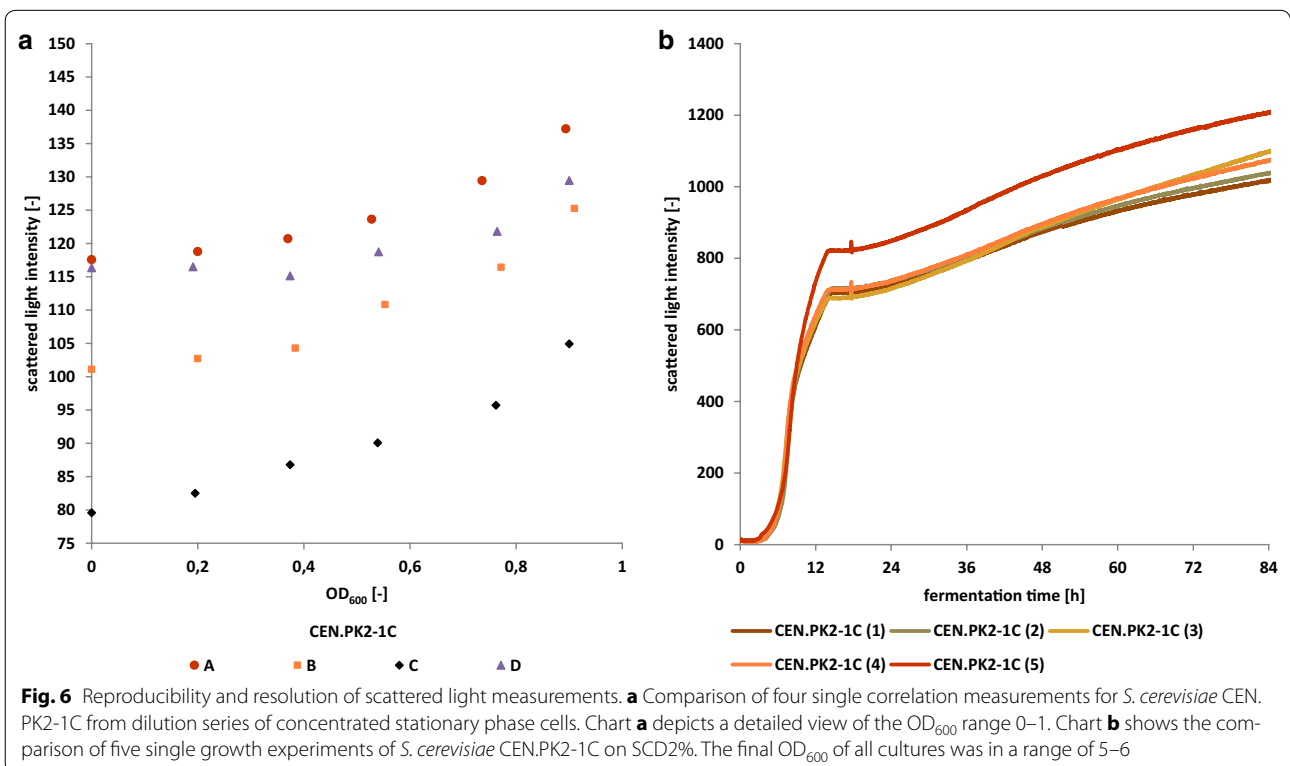 a
150
145
140
135
130
125
120
115
110
105
100
95
90
85
80
75
scattered light intensity [-]
0 0,2 0,4 0,6 0,8 1
OD600 [-]
CEN.PK2-1C
A B C D
b
1400
1200
1000
800
600
400
200
0
scattered light intensity [-]
0 12 24 36 48 60 72 84
fermentation time [h]
CEN.PK2-1C (1) CEN.PK2-1C (2) CEN.PK2-1C (3)
CEN.PK2-1C (4) CEN.PK2-1C (5)
Fig. 6 Reproducibility and resolution of scattered light measurements. a Comparison of four single correlation measurements for S. cerevisiae CEN.
PK2-1C from dilution series of concentrated stationary phase cells. Chart a depicts a detailed view of the OD600 range 0–1. Chart b shows the com-
parison of five single growth experiments of S. cerevisiae CEN.PK2-1C on SCD2%. The final OD600 of all cultures was in a range of 5–6